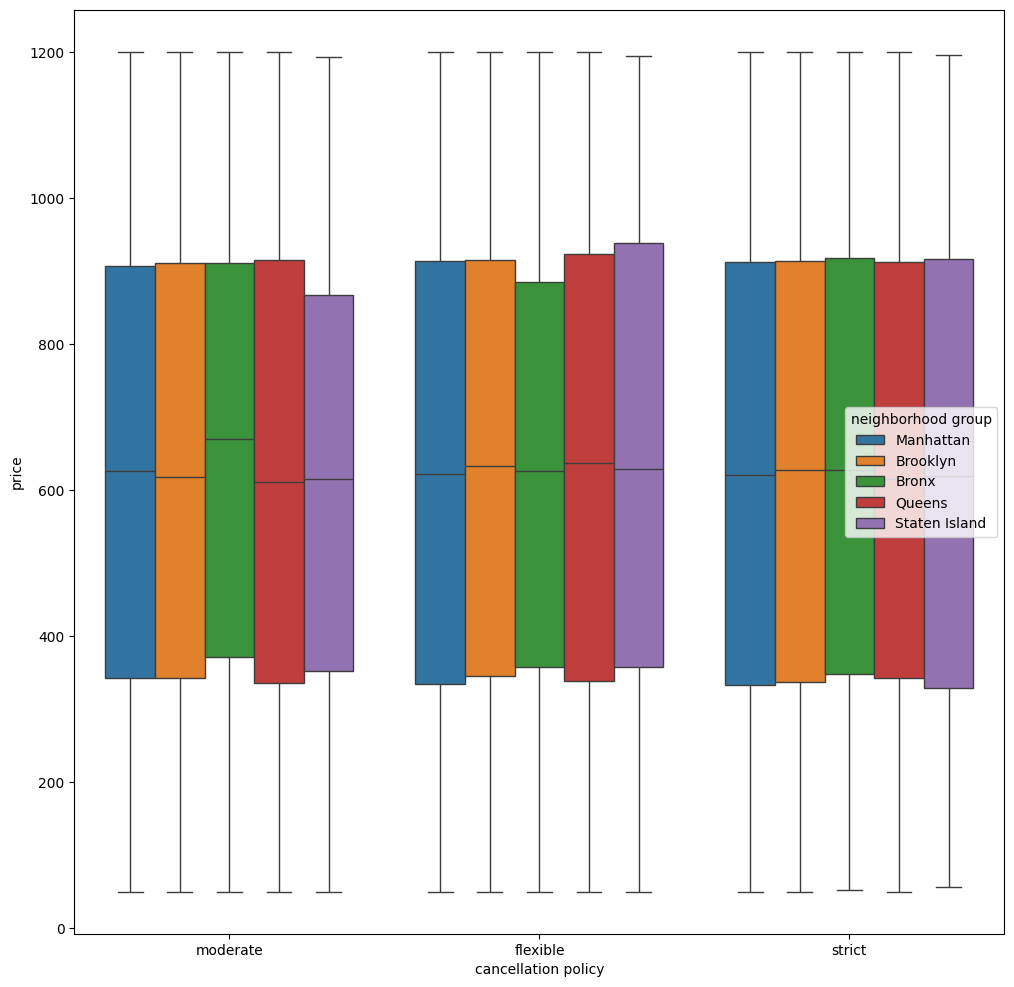 1200
1000
800
600
400
200
0
price
moderate
flexible
strict
cancellation policy
neighborhood group
Manhattan
Brooklyn
Bronx
Queens
Staten Island